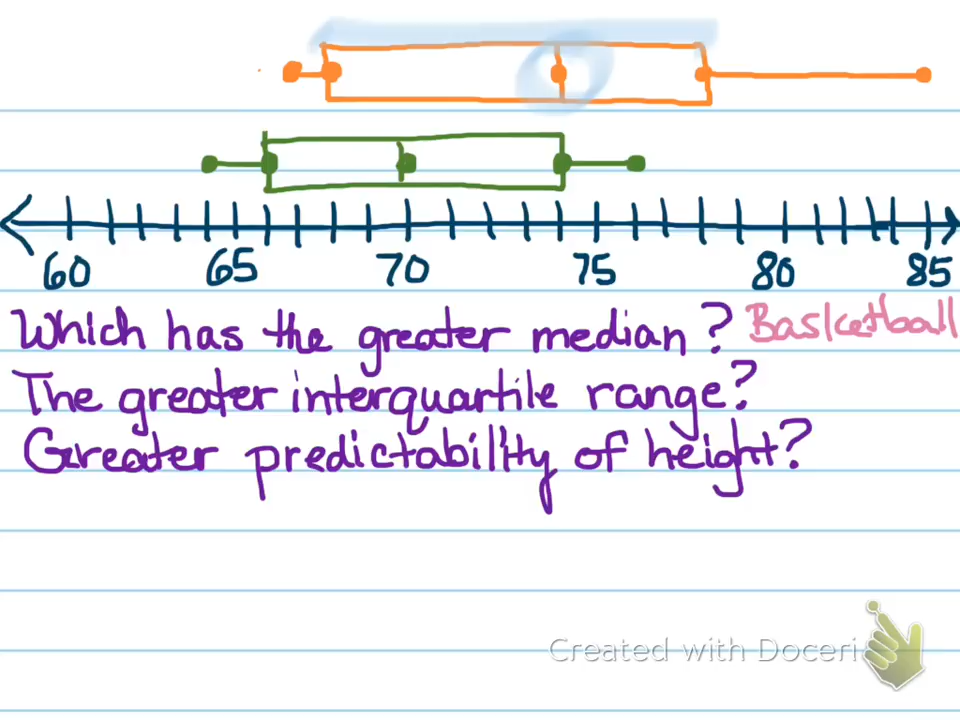 60 65 70 75 80 85
Which has the greater median? Basketball
The greater interquartile range?
Greater predictability of height?
Created with Doceri